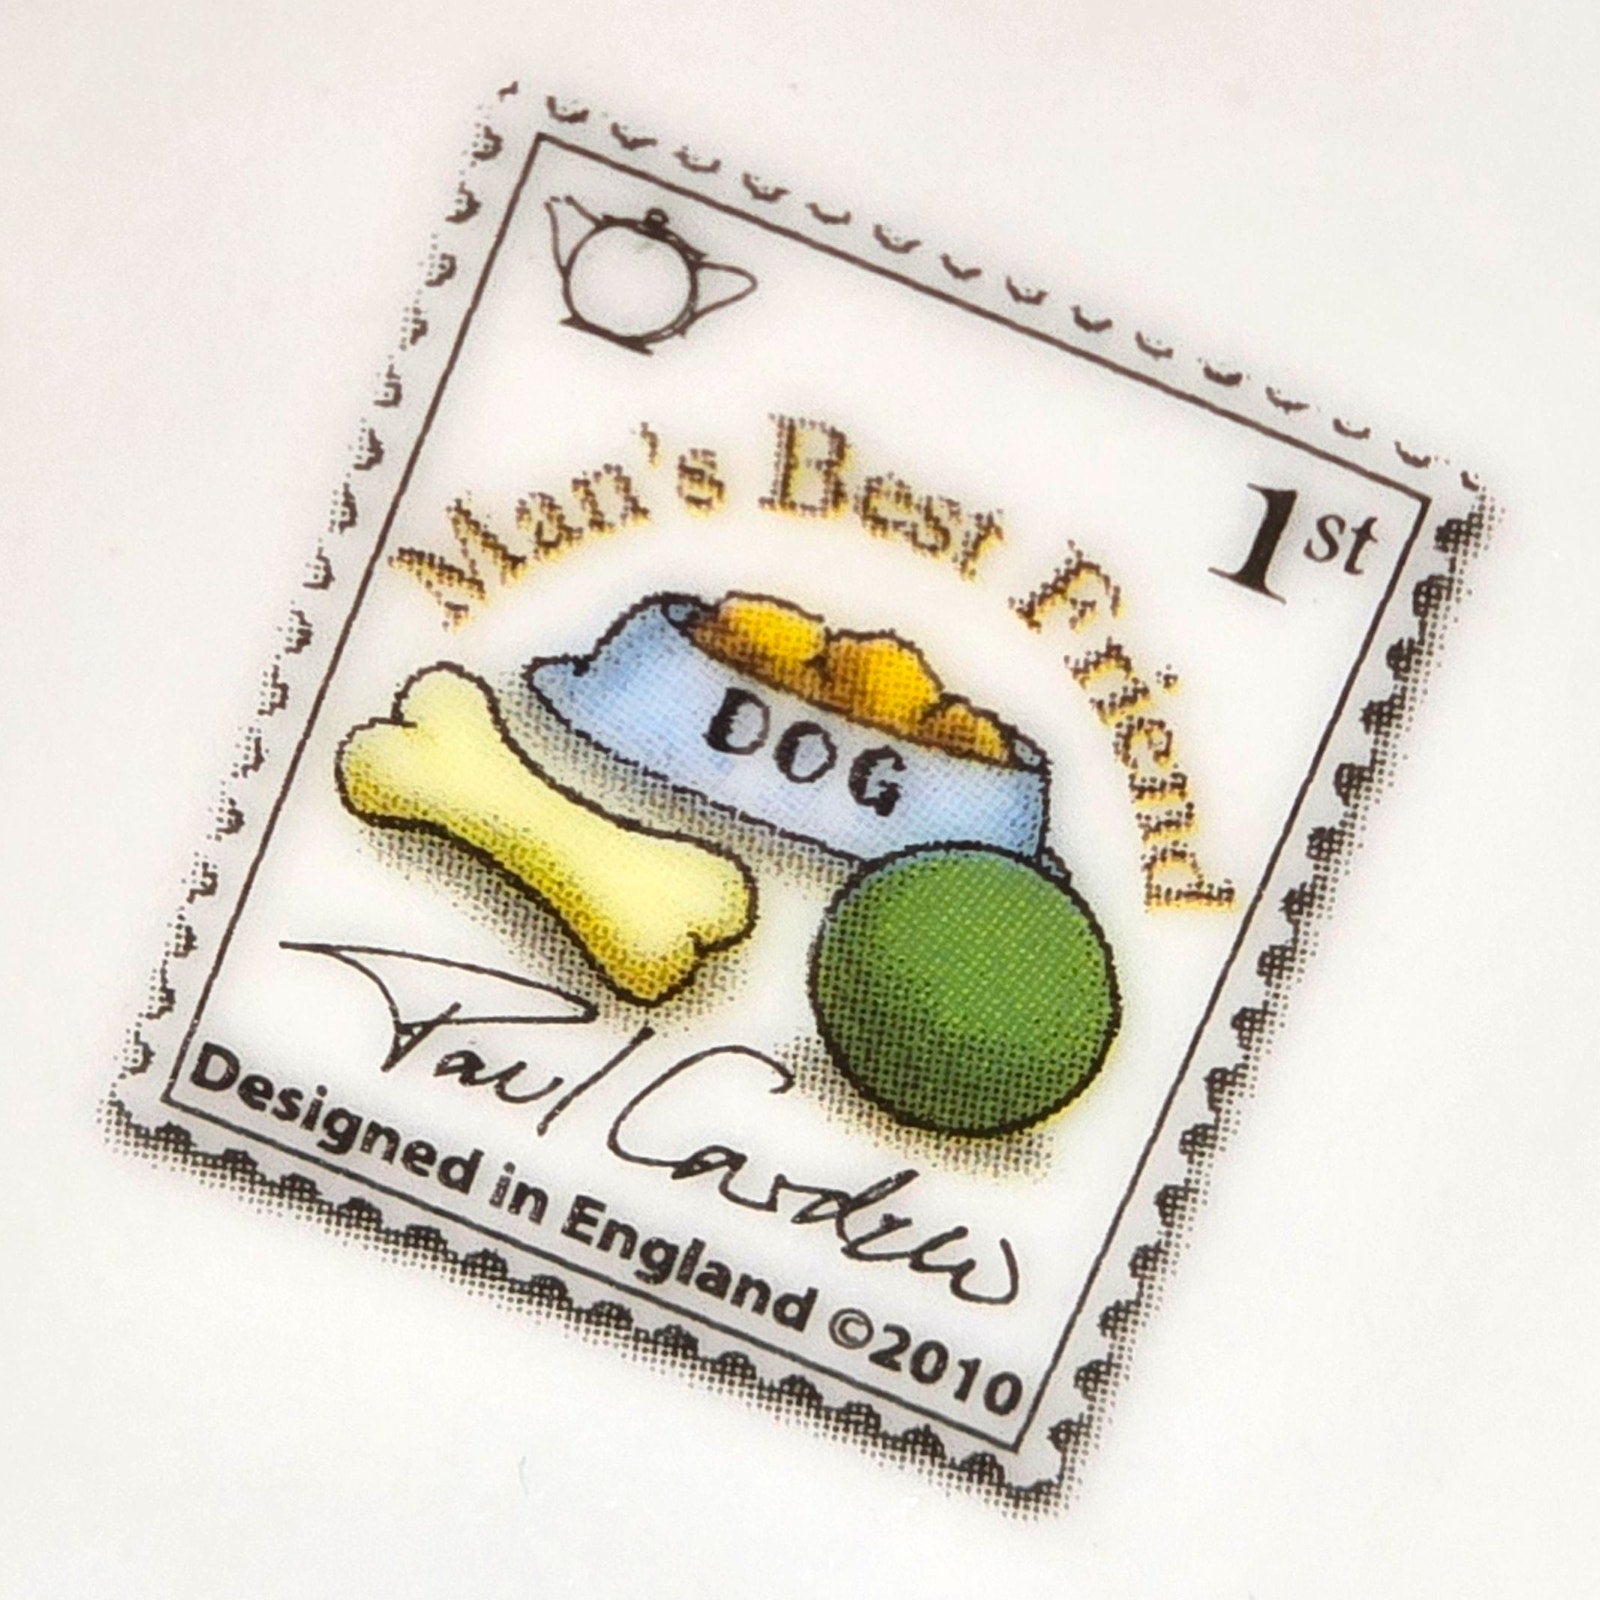 1st
Man's Best Friend
DOG
Paul Cardew
Designed in England ©2010